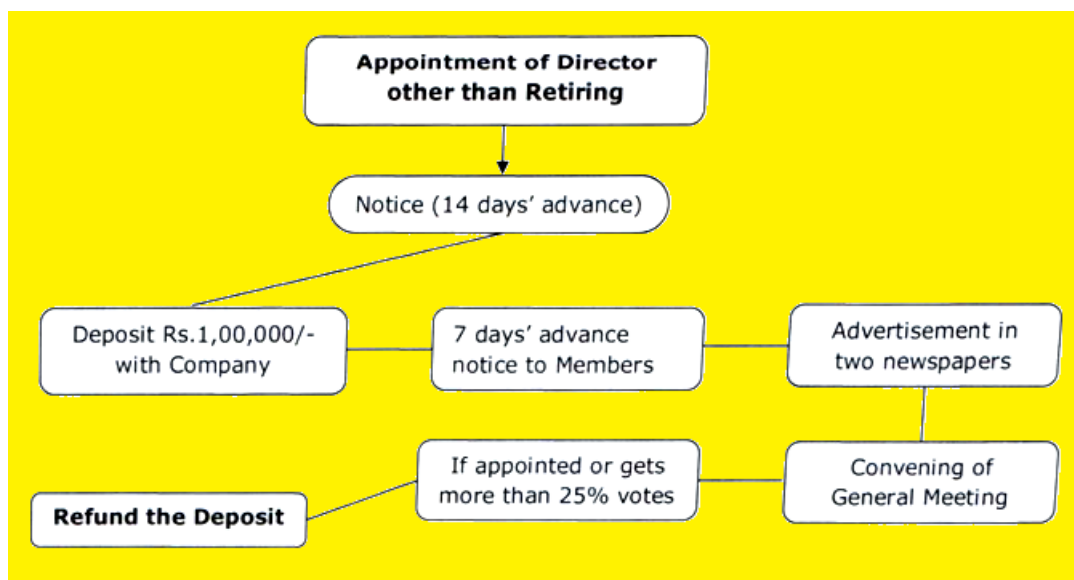 Appointment of Director
other than Retiring
Notice (14 days’ advance)
Deposit Rs.1,00,000/-
with Company
7 days’ advance
notice to Members
Advertisement in
two newspapers
Convening of
General Meeting
If appointed or gets
more than 25% votes
Refund the Deposit